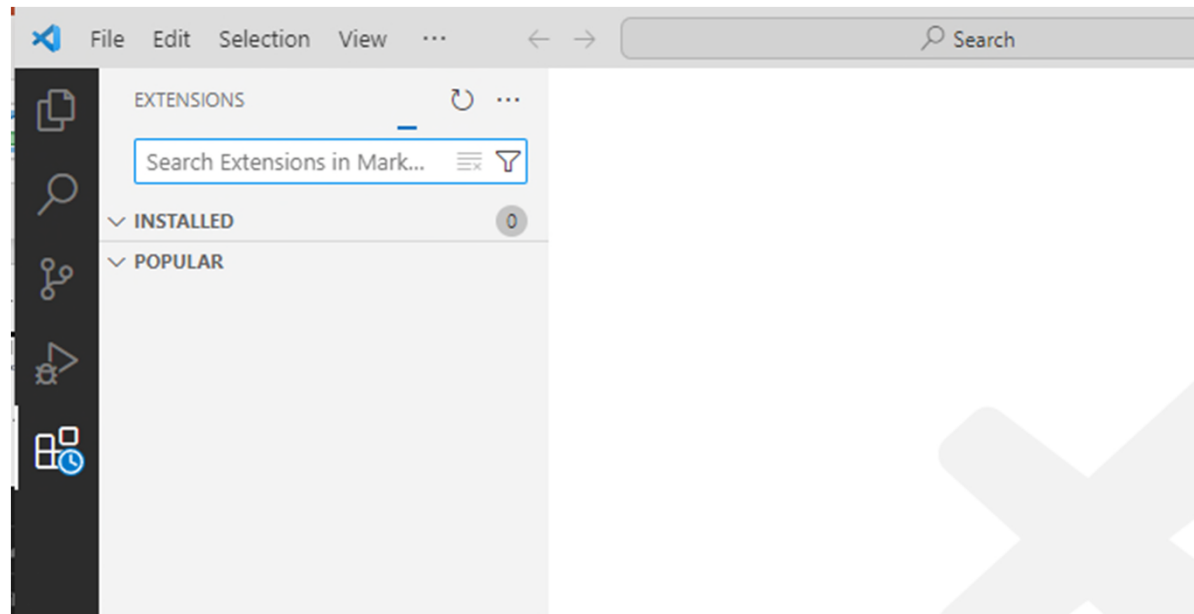 File Edit Selection View ···
Search
EXTENSIONS
Search Extensions in Mark...
INSTALLED 0
POPULAR